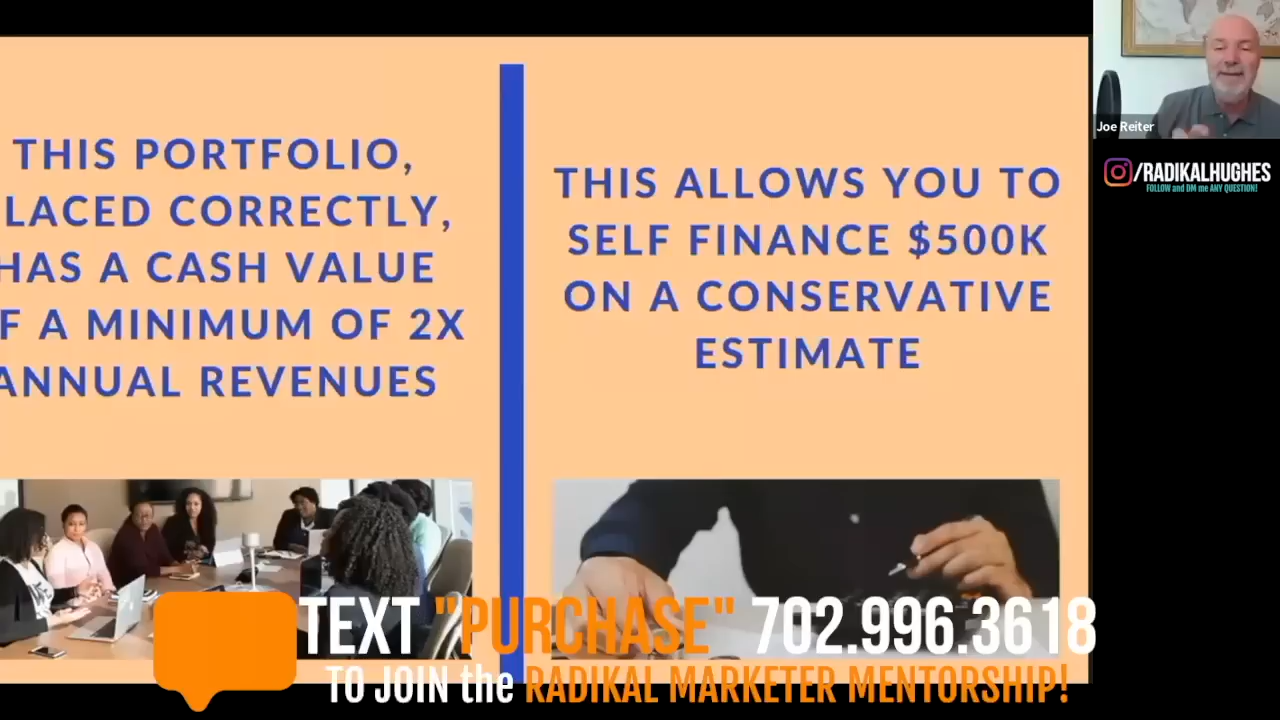 THIS PORTFOLIO,
LACED CORRECTLY,
HAS A CASH VALUE
F A MINIMUM OF 2X
ANNUAL REVENUES
THIS ALLOWS YOU TO
SELF FINANCE $500K
ON A CONSERVATIVE
ESTIMATE
Joe Reiter
/RADIKALHUGHES
FOLLOW and DM me ANY QUESTION!
TEXT "PURCHASE" 702.996.3618
TO JOIN the RADIKAL MARKETER MENTORSHIP!